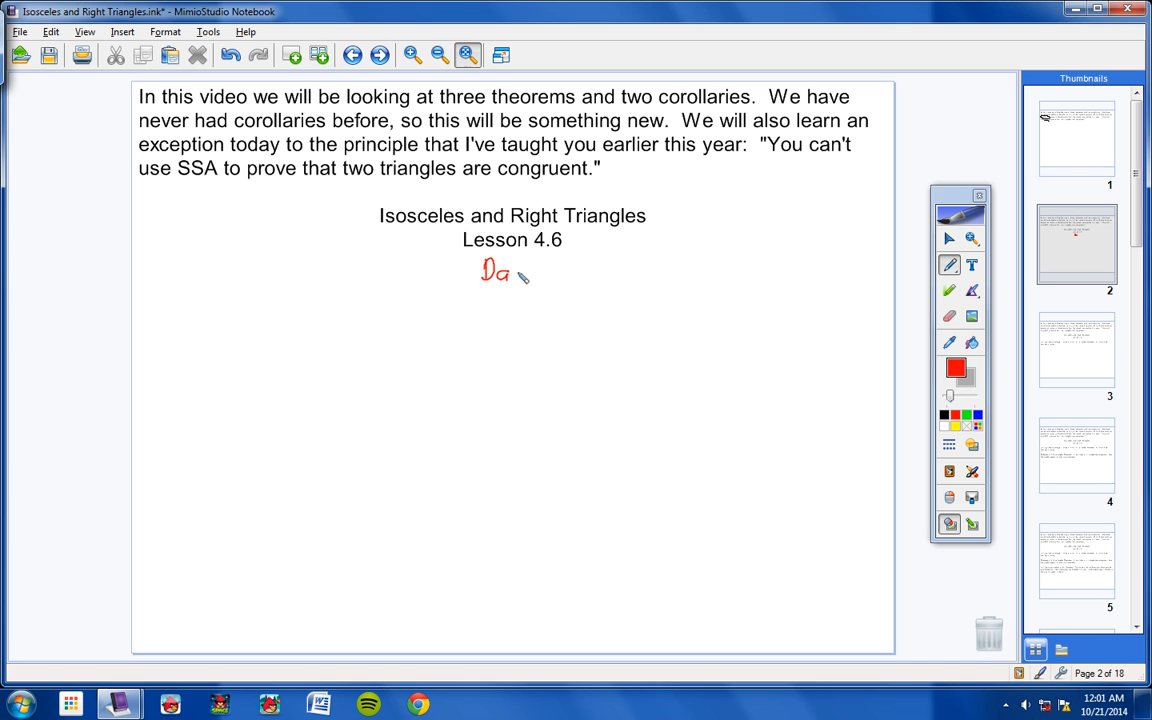 Isosceles and Right Triangles.ink* - MimioStudio Notebook
File Edit View Insert Format Tools Help
Thumbnails
In this video we will be looking at three theorems and two corollaries. We have
never had corollaries before, so this will be something new. We will also learn an
exception today to the principle that I've taught you earlier this year: "You can't
use SSA to prove that two triangles are congruent."
Isosceles and Right Triangles
Lesson 4.6
Da
1
2
3
4
5
Page 2 of 18
12:01 AM
10/21/2014